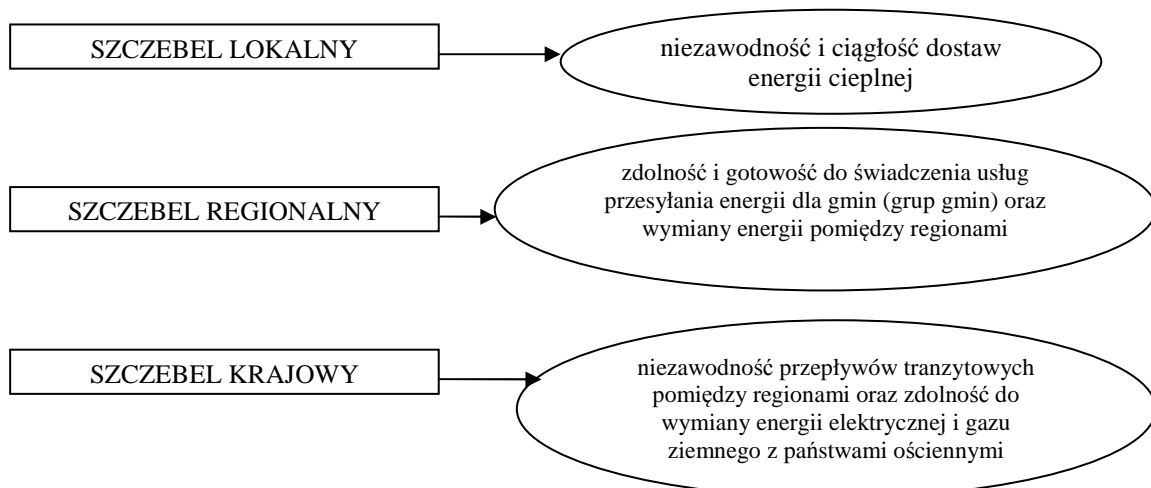 SZCZEBEL LOKALNY
niezawodność i ciągłość dostaw
energii cieplnej
SZCZEBEL REGIONALNY
zdolność i gotowość do świadczenia usług
przesyłania energii dla gmin (grup gmin) oraz
wymiany energii pomiędzy regionami
SZCZEBEL KRAJOWY
niezawodność przepływów tranzytowych
pomiędzy regionami oraz zdolność do
wymiany energii elektrycznej i gazu
ziemnego z państwami ościennymi